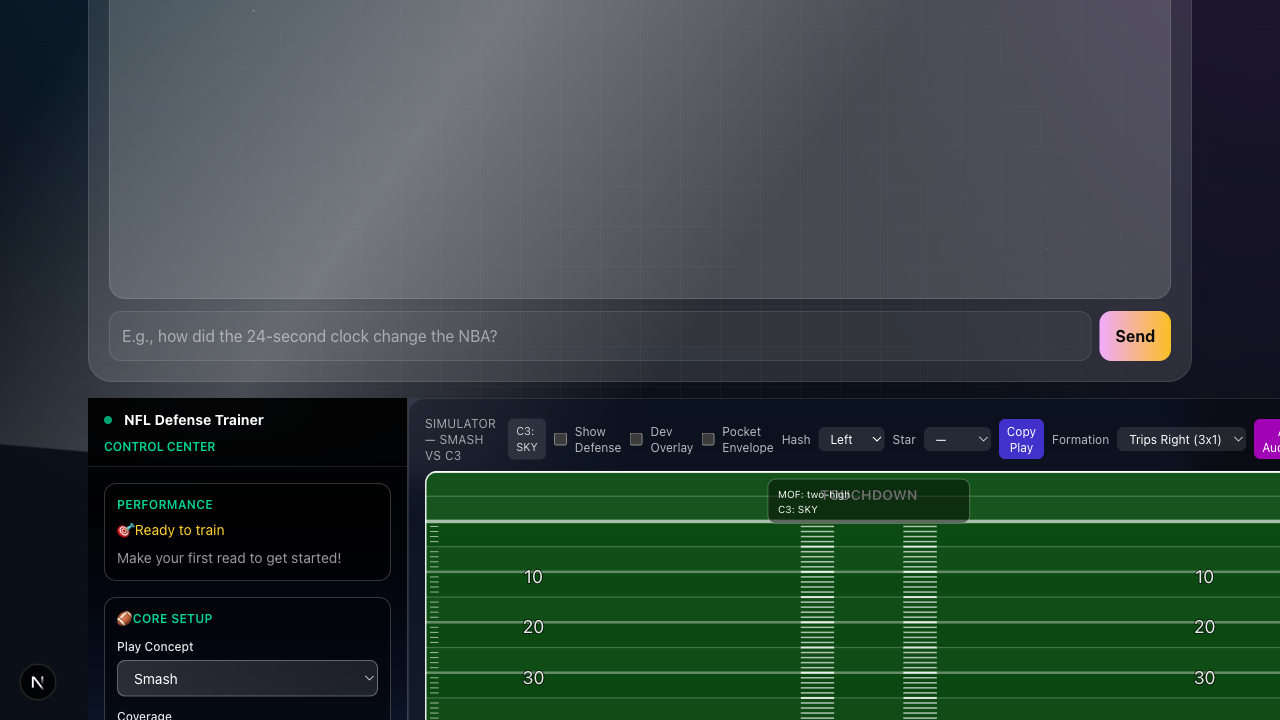 E.g., how did the 24-second clock change the NBA?
Send
NFL Defense Trainer
CONTROL CENTER
PERFORMANCE
🎯Ready to train
Make your first read to get started!
🏈CORE SETUP
Play Concept
Smash
Coverage
SIMULATOR
— SMASH
VS C3
C3:
SKY
Show
Defense
Dev
Overlay
Pocket
Envelope
Hash
Left
Star
—
Copy
Play
Formation
Trips Right (3x1)
MOF: two-high
C3: SKY
TOUCHDOWN
10
10
20
20
30
30
N